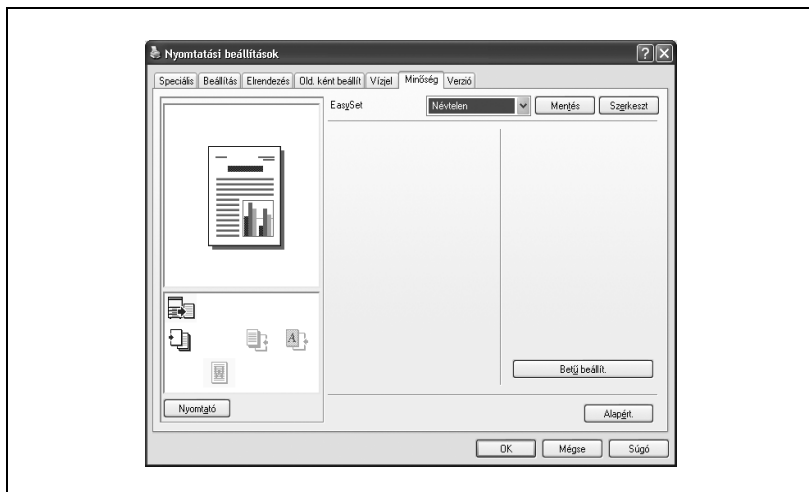 Nyomtatási beállítások
Speciális Beállítás Elrendezés Old. ként beállít Vízjel Minőség Verzió
EasySet Névtelen Mentés Szerkeszt
A
Betű beállít.
Nyomtató Alapért.
OK Mégse Súgó